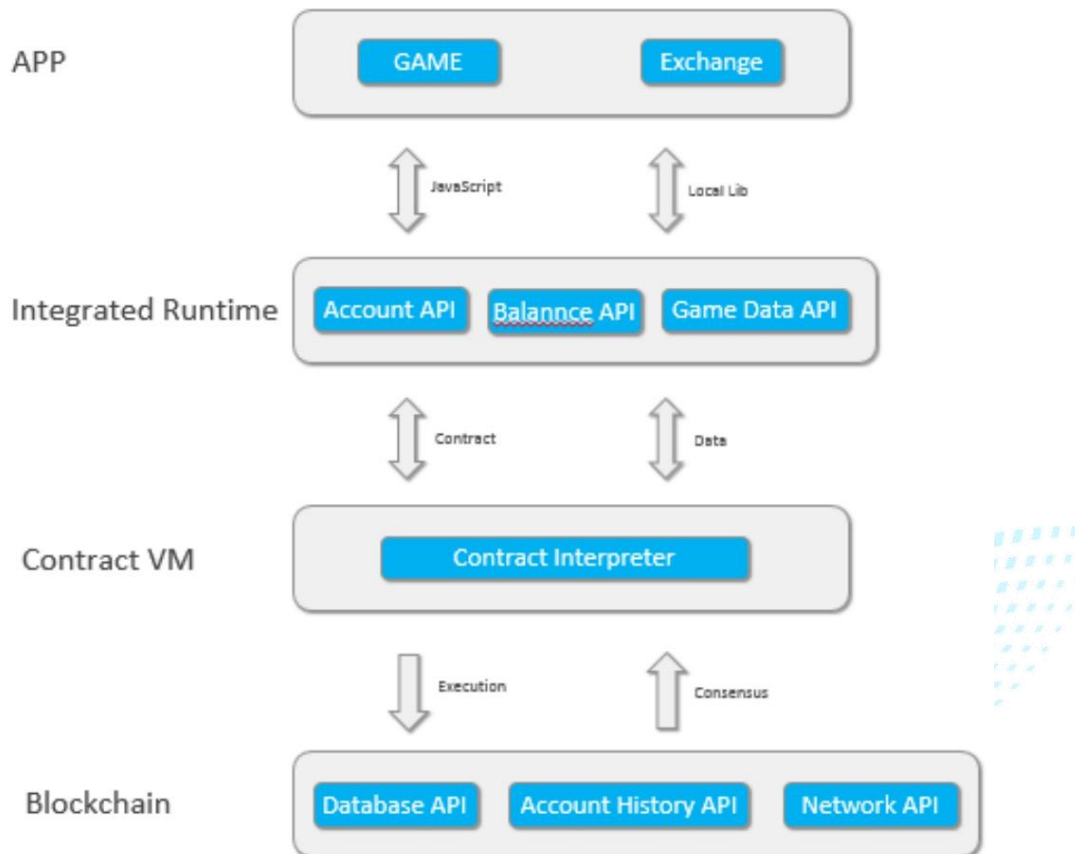 APP
GAME
Exchange
JavaScript
Local Lib
Integrated Runtime
Account API
Balannce API
Game Data API
Contract
Data
Contract VM
Contract Interpreter
Execution
Consensus
Blockchain
Database API
Account History API
Network API